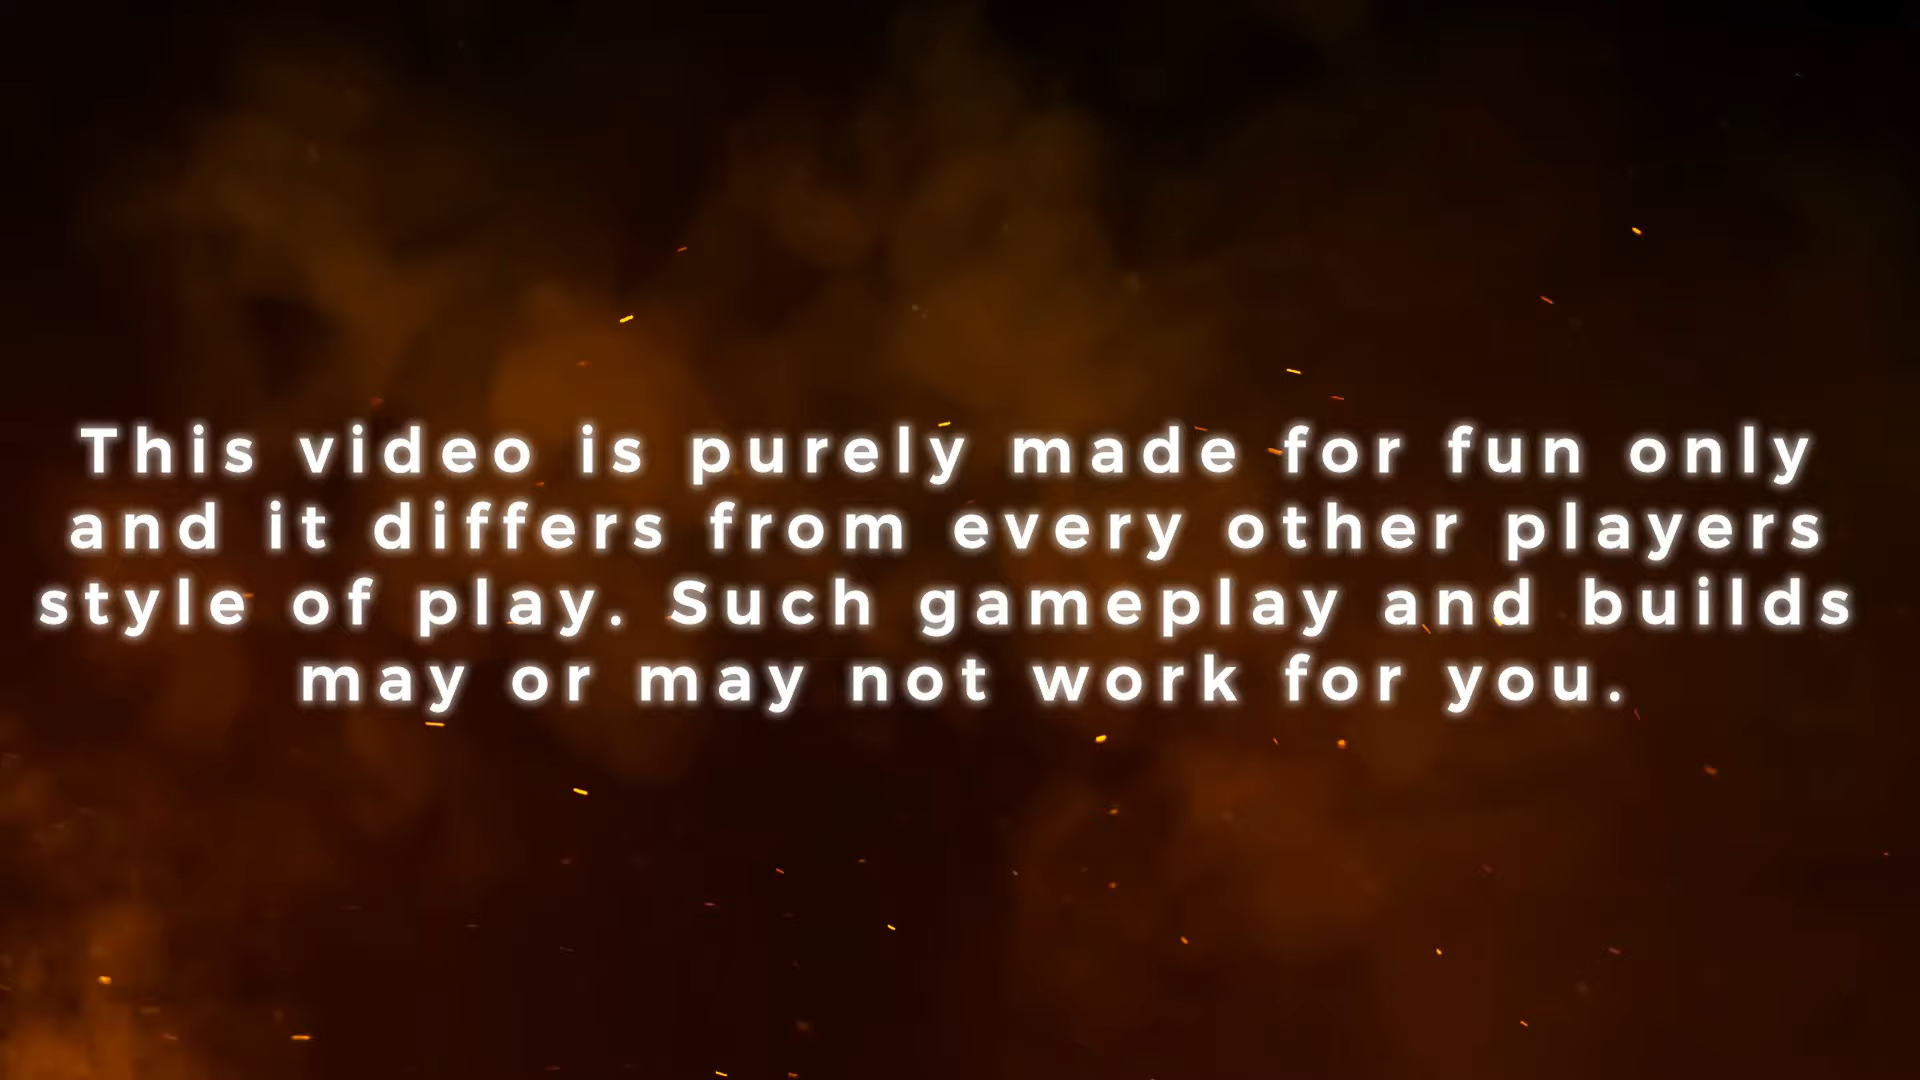 This video is purely made for fun only
and it differs from every other players
style of play. Such gameplay and builds
may or may not work for you.